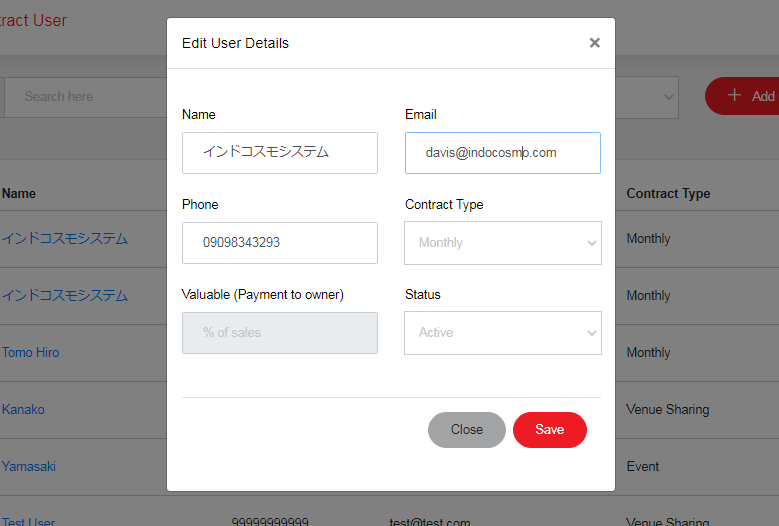 ract User
Edit User Details ×
Search here
Add
Name Email
インドコスモシステム davis@indocosmo.com
Phone Contract Type
09098343293 Monthly
Valuable (Payment to owner) Status
% of sales Active
Close Save
Name Contract Type
インドコスモシステム Monthly
インドコスモシステム Monthly
Tomo Hiro Monthly
Kanako Venue Sharing
Yamasaki Event
Test User 99999999999 test@test.com Venue Sharing